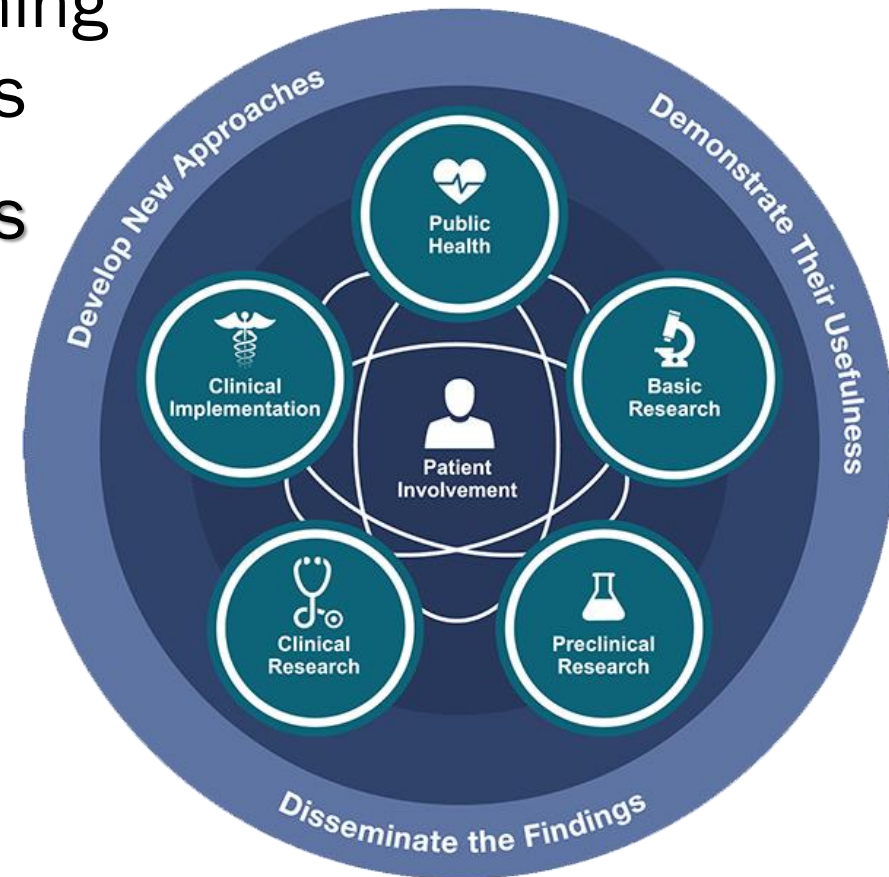 ning
s
s
Develop New Approaches
Demonstrate Their Usefulness
Public
Health
Clinical
Implementation
Basic
Research
Patient
Involvement
Clinical
Research
Preclinical
Research
Disseminate the Findings